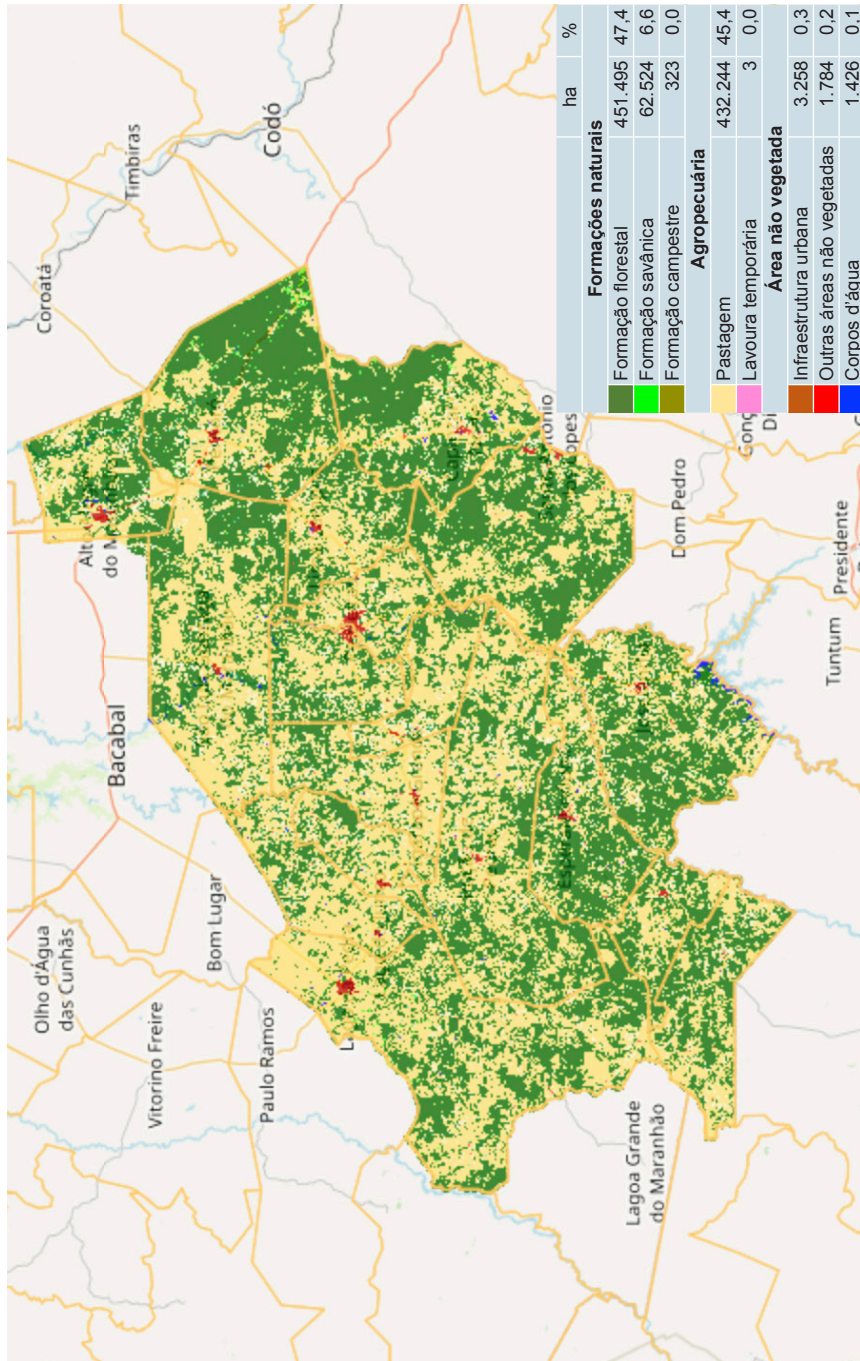 Olho d'Água
das Cunhãs
Coroatá
Alto
do M
Bacabal
Timbiras
Vitorino Freire
Bom Lugar
Codó
Paulo Ramos
Lagoa Grande
do Maranhão
Dom Pedro
Tuntum
Presidente
ha %
Formações naturais
Formação florestal 451.495 47,4
Formação savânica 62.524 6,6
Formação campestre 323 0,0
Agropecuária
Pastagem 432.244 45,4
Lavoura temporária 3 0,0
Área não vegetada
Infraestrutura urbana 3.258 0,3
Outras áreas não vegetadas 1.784 0,2
Corpos d'água 1.426 0,1